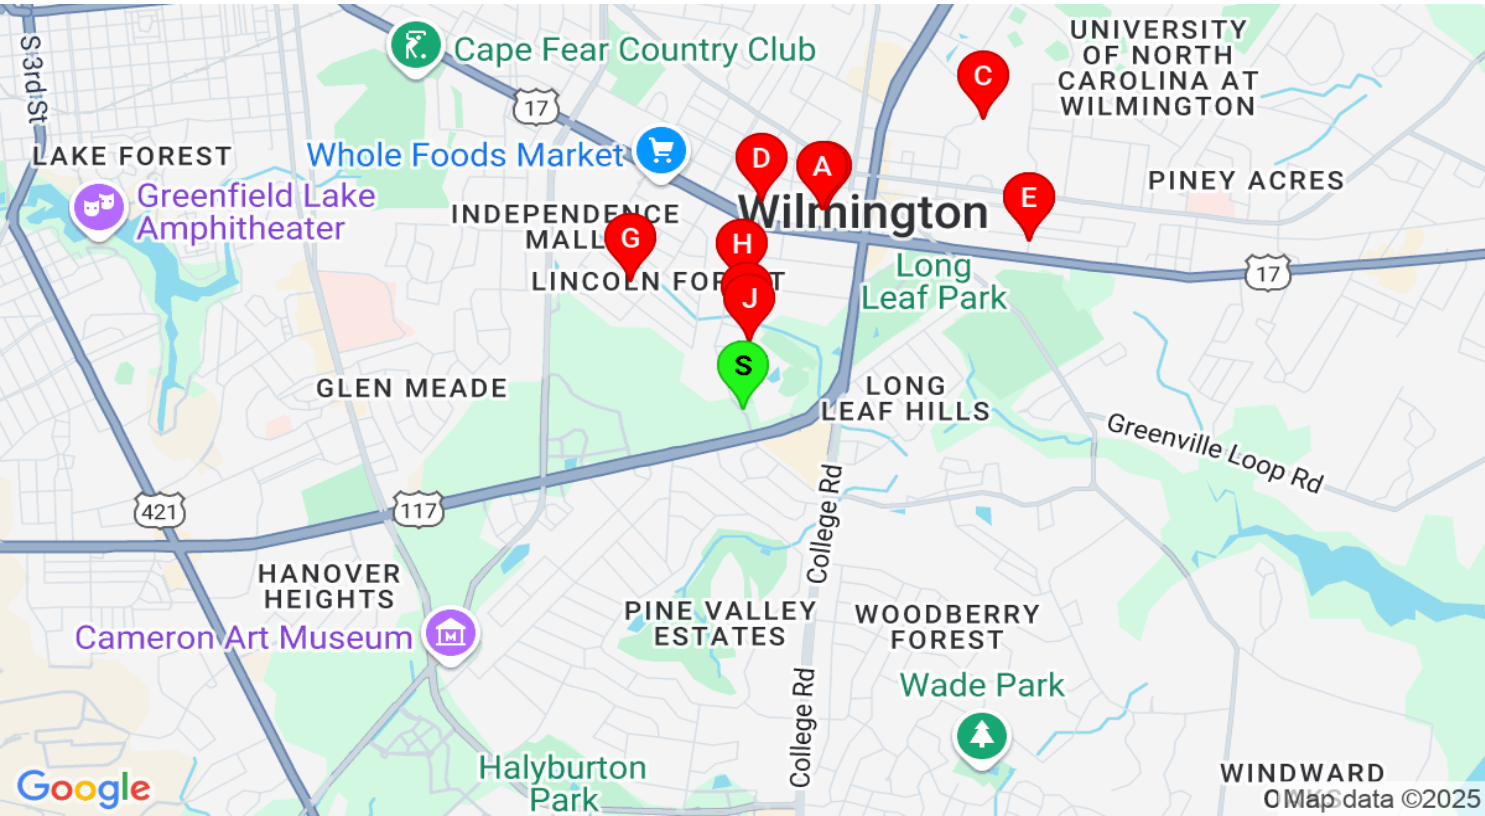 S 3rd St
Cape Fear Country Club
17
UNIVERSITY
OF NORTH
CAROLINA AT
WILMINGTON
C
LAKE FOREST
Whole Foods Market
D
A
PINEY ACRES
Greenfield Lake
Amphitheater
E
INDEPENDENCE
MALL
Wilmington
G
H
LINCOLN FOREST
Long
Leaf Park
17
J
S
GLEN MEADE
LONG
LEAF HILLS
Greenville Loop Rd
421
117
College Rd
HANOVER
HEIGHTS
PINE VALLEY
ESTATES
WOODBERRY
FOREST
Cameron Art Museum
Wade Park
College Rd
Halyburton
Park
WINDWARD
Google
Map data ©2025